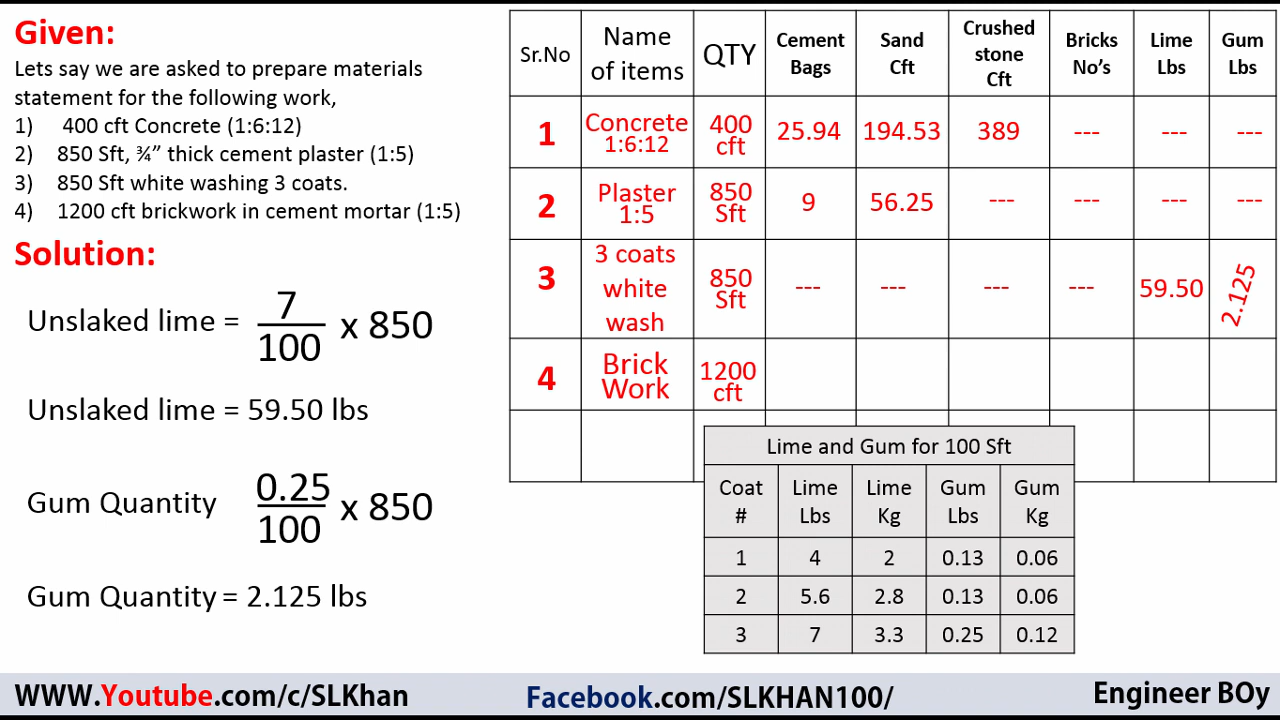 Given:
Lets say we are asked to prepare materials
statement for the following work,
1) 400 cft Concrete (1:6:12)
2) 850 Sft, ¾” thick cement plaster (1:5)
3) 850 Sft white washing 3 coats.
4) 1200 cft brickwork in cement mortar (1:5)
Solution:
Unslaked lime = 7/100 x 850
Unslaked lime = 59.50 lbs
Gum Quantity 0.25/100 x 850
Gum Quantity = 2.125 lbs
Sr.No Name of items QTY Cement Bags Sand Cft Crushed stone Cft Bricks No’s Lime Lbs Gum Lbs
1 Concrete 1:6:12 400 cft 25.94 194.53 389 --- --- ---
2 Plaster 1:5 850 Sft 9 56.25 --- --- --- ---
3 3 coats white wash 850 Sft --- --- --- --- 59.50 2.125
4 Brick Work 1200 cft
Lime and Gum for 100 Sft
Coat # Lime Lbs Lime Kg Gum Lbs Gum Kg
1 4 2 0.13 0.06
2 5.6 2.8 0.13 0.06
3 7 3.3 0.25 0.12
WWW.Youtube.com/c/SLKhan Facebook.com/SLKHAN100/ Engineer BOy